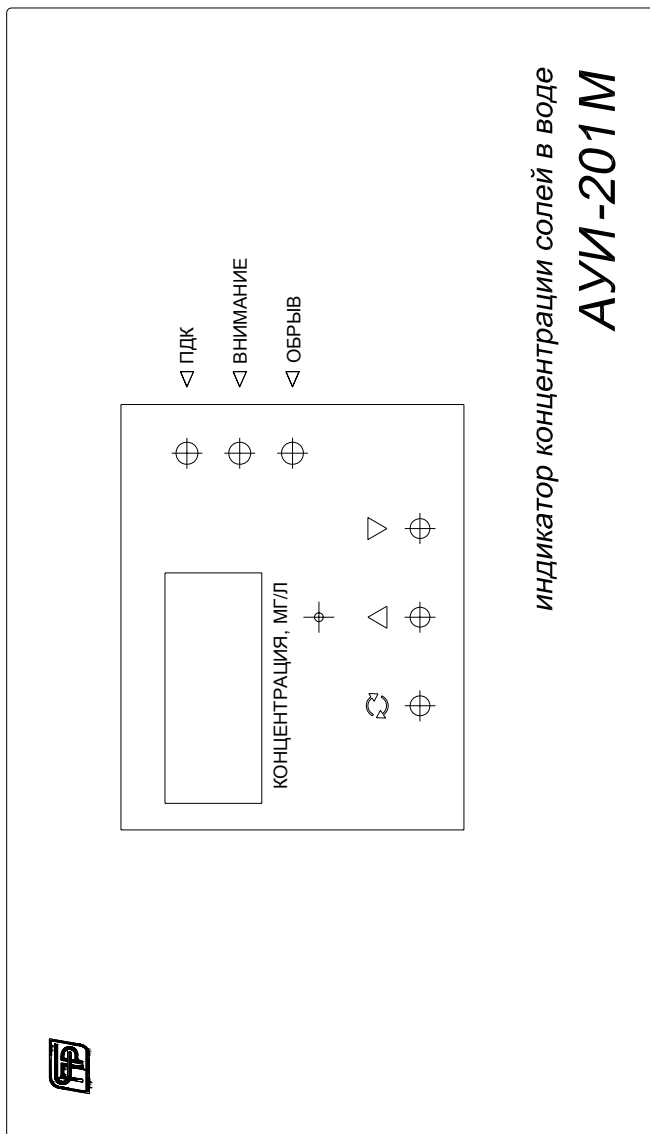 ПДК
ВНИМАНИЕ
ОБРЫВ
КОНЦЕНТРАЦИЯ, МГ/Л
индикатор концентрации солей в воде
АУИ-201М